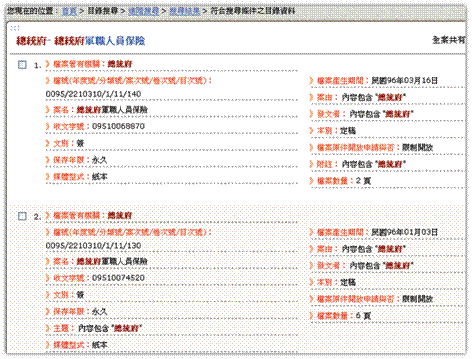 您現在的位置： 首頁 > 目錄搜尋 > 進階搜尋 > 搜尋結果 > 符合搜尋條件之目錄資料
總統府- 總統府軍職人員保險
全案共有
1. 》檔案管有機關：總統府
》檔號(年度號/分類號/案次號/卷次號/目次號)：
0095/2210310/1/11/140
》案名：總統府軍職人員保險
》收文字號：09510068870
》文別：簽
》保存年限：永久
》媒體型式：紙本
》檔案產生期間：民國96年03月16日
》案由： 內容包含 "總統府"
》發文者： 內容包含 "總統府"
》本別：定稿
》檔案原件開放申請與否：限制開放
》附註： 內容包含 "總統府"
》檔案數量：2 頁
2. 》檔案管有機關：總統府
》檔號(年度號/分類號/案次號/卷次號/目次號)：
0095/2210310/1/11/130
》案名：總統府軍職人員保險
》收文字號：09510074520
》文別：簽
》保存年限：永久
》主題： 內容包含 "總統府"
》媒體型式：紙本
》檔案產生期間：民國96年01月03日
》案由： 內容包含 "總統府"
》發文者： 內容包含 "總統府"
》本別：定稿
》檔案原件開放申請與否：限制開放
》檔案數量：6 頁